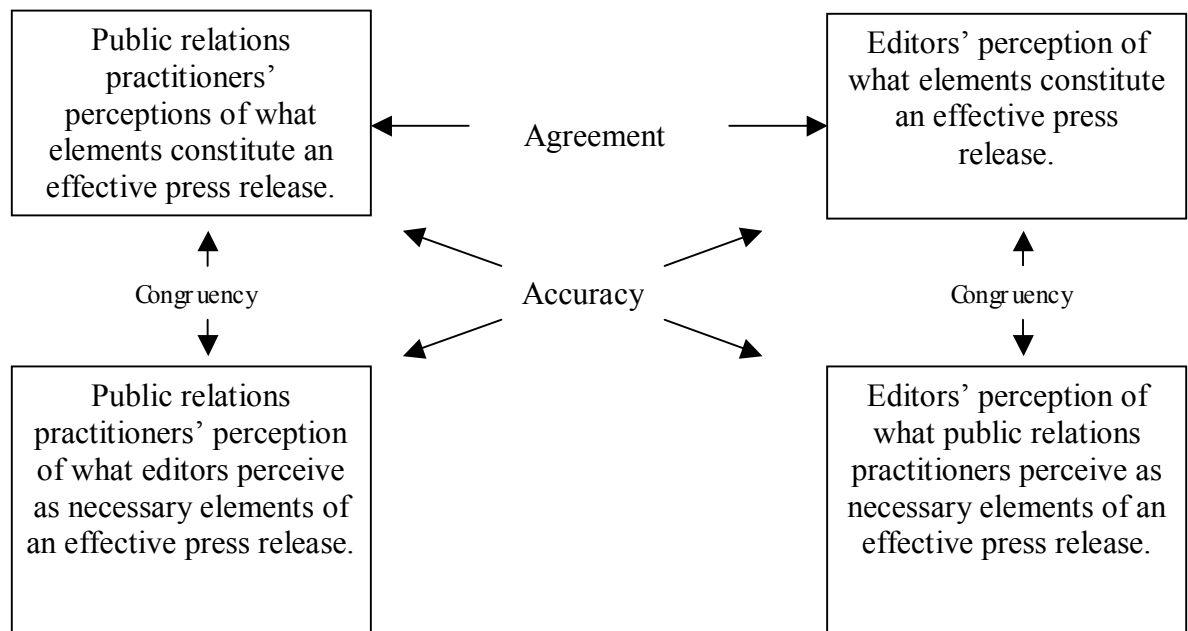 Public relations
practitioners’
perceptions of what
elements constitute an
effective press release.
Agreement
Editors’ perception of
what elements constitute
an effective press
release.
Congruency
Accuracy
Congruency
Public relations
practitioners’ perception
of what editors perceive
as necessary elements of
an effective press release.
Editors’ perception of
what public relations
practitioners perceive as
necessary elements of an
effective press release.